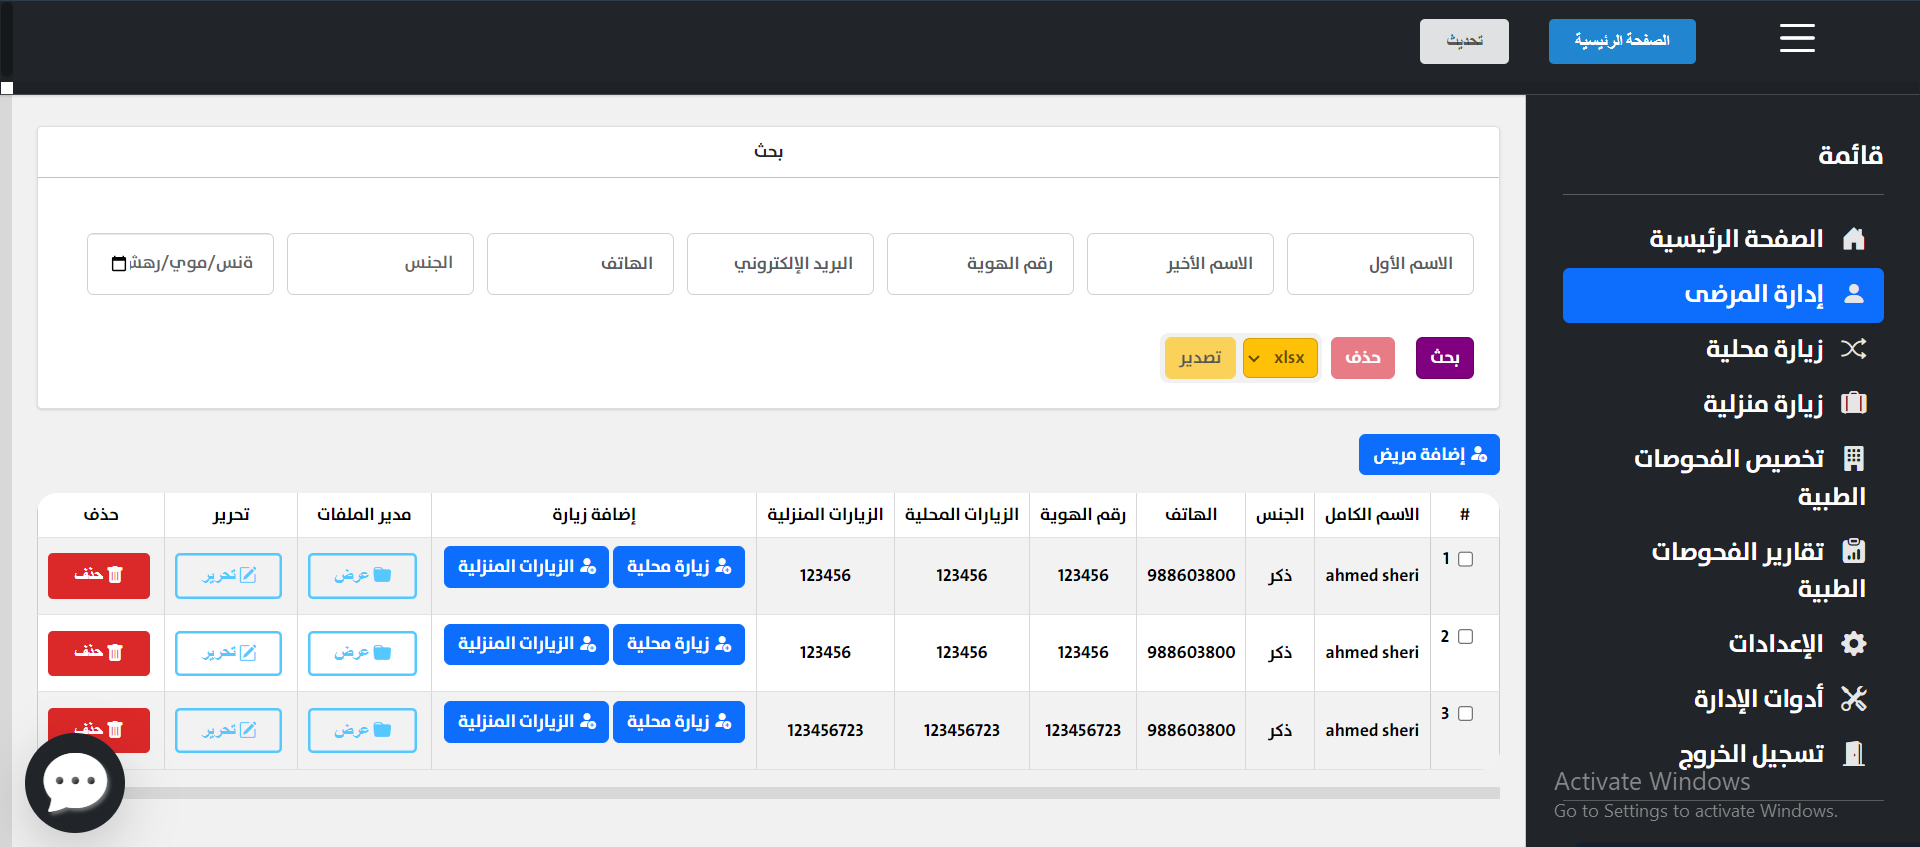 الصفحة الرئيسية
تحديث
قائمة
الصفحة الرئيسية
إدارة المرضى
زيارة محلية
زيارة منزلية
تخصيص الفحوصات
الطبية
تقارير الفحوصات
الطبية
الإعدادات
أدوات الإدارة
تسجيل الخروج
Activate Windows
Go to Settings to activate Windows.
بحث
الاسم الأول
الاسم الأخير
رقم الهوية
البريد الإلكتروني
الهاتف
الجنس
بحث
حذف
xlsx
تصدير
إضافة مريض
# الاسم الكامل الجنس الهاتف رقم الهوية الزيارات المحلية الزيارات المنزلية إضافة زيارة مدير الملفات تحرير حذف
1 ahmed sheri ذكر 988603800 123456 123456 123456 زيارة محلية الزيارات المنزلية عرض تحرير حذف
2 ahmed sheri ذكر 988603800 123456 123456 123456 زيارة محلية الزيارات المنزلية عرض تحرير حذف
3 ahmed sheri ذكر 988603800 123456723 123456723 123456723 زيارة محلية الزيارات المنزلية عرض تحرير حذف